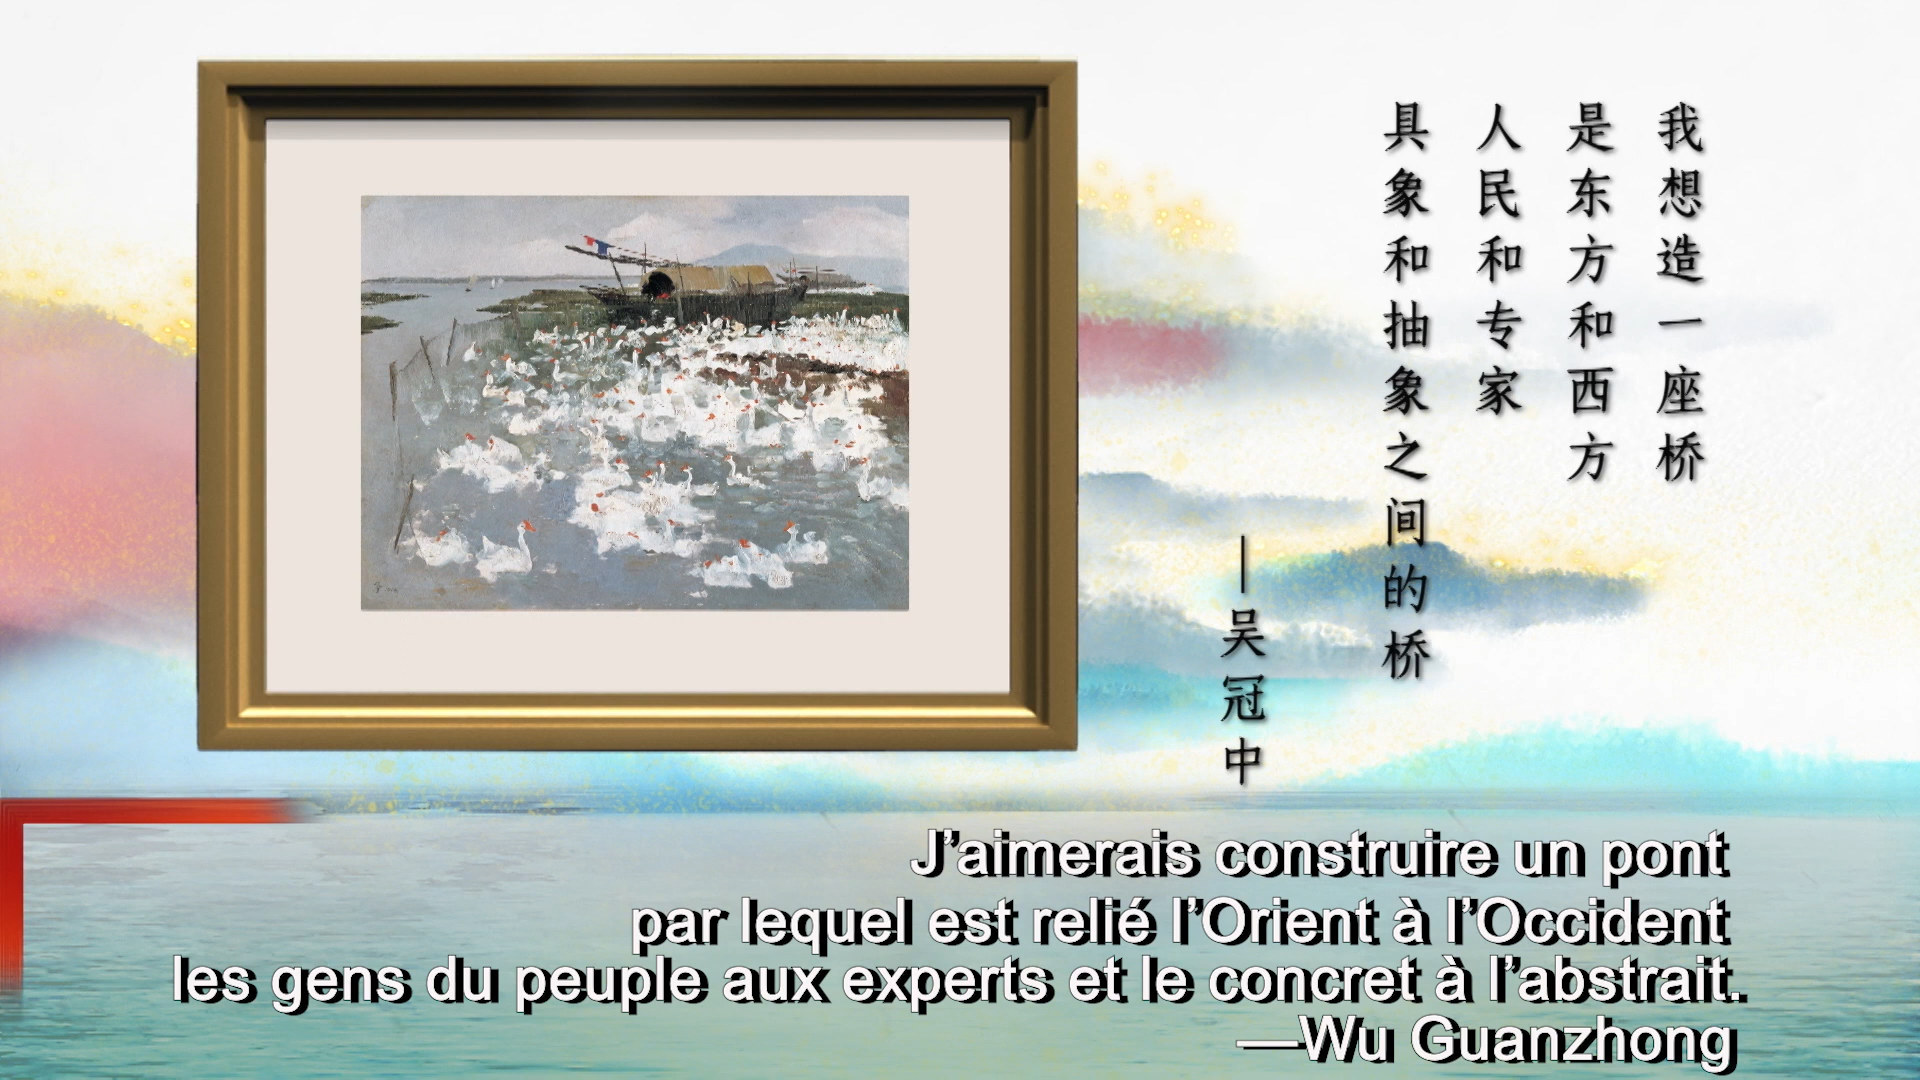 我想造一座桥
是东方和西方
人民和专家
具象和抽象之间的桥
—吴冠中
J’aimerais construire un pont
par lequel est relié l’Orient à l’Occident
les gens du peuple aux experts et le concret à l’abstrait.
—Wu Guanzhong